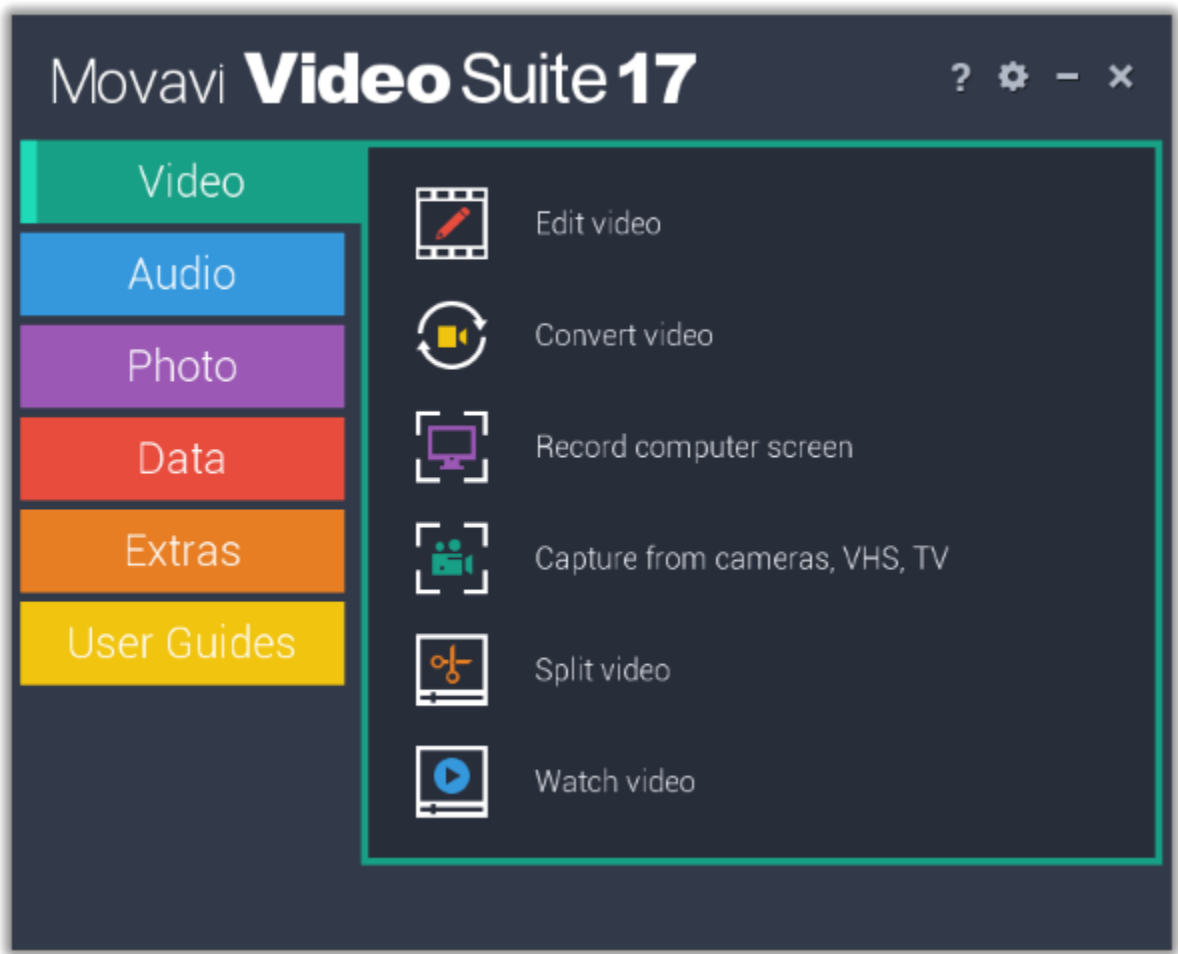 Movavi Video Suite 17
?
Video
Audio
Photo
Data
Extras
User Guides
Edit video
Convert video
Record computer screen
Capture from cameras, VHS, TV
Split video
Watch video